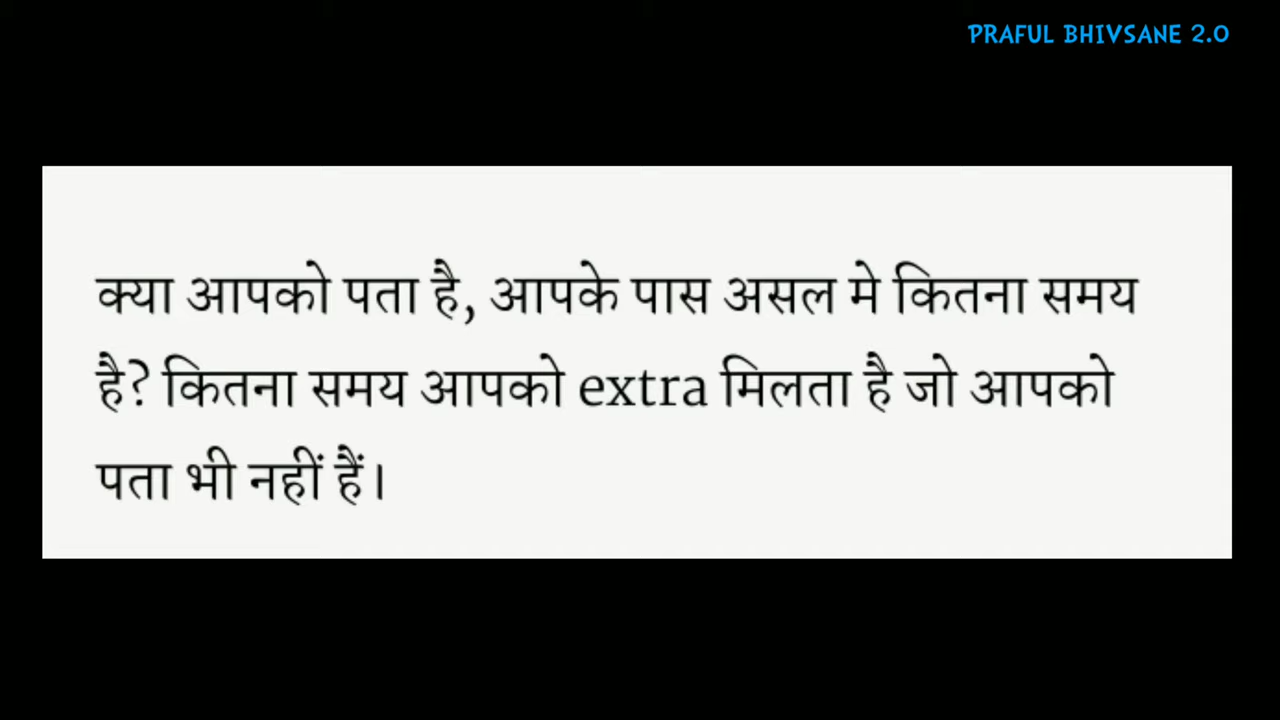 PRAFUL BHIVSANE 2.0
क्या आपको पता है, आपके पास असल मे कितना समय
है? कितना समय आपको extra मिलता है जो आपको
पता भी नहीं हैं।